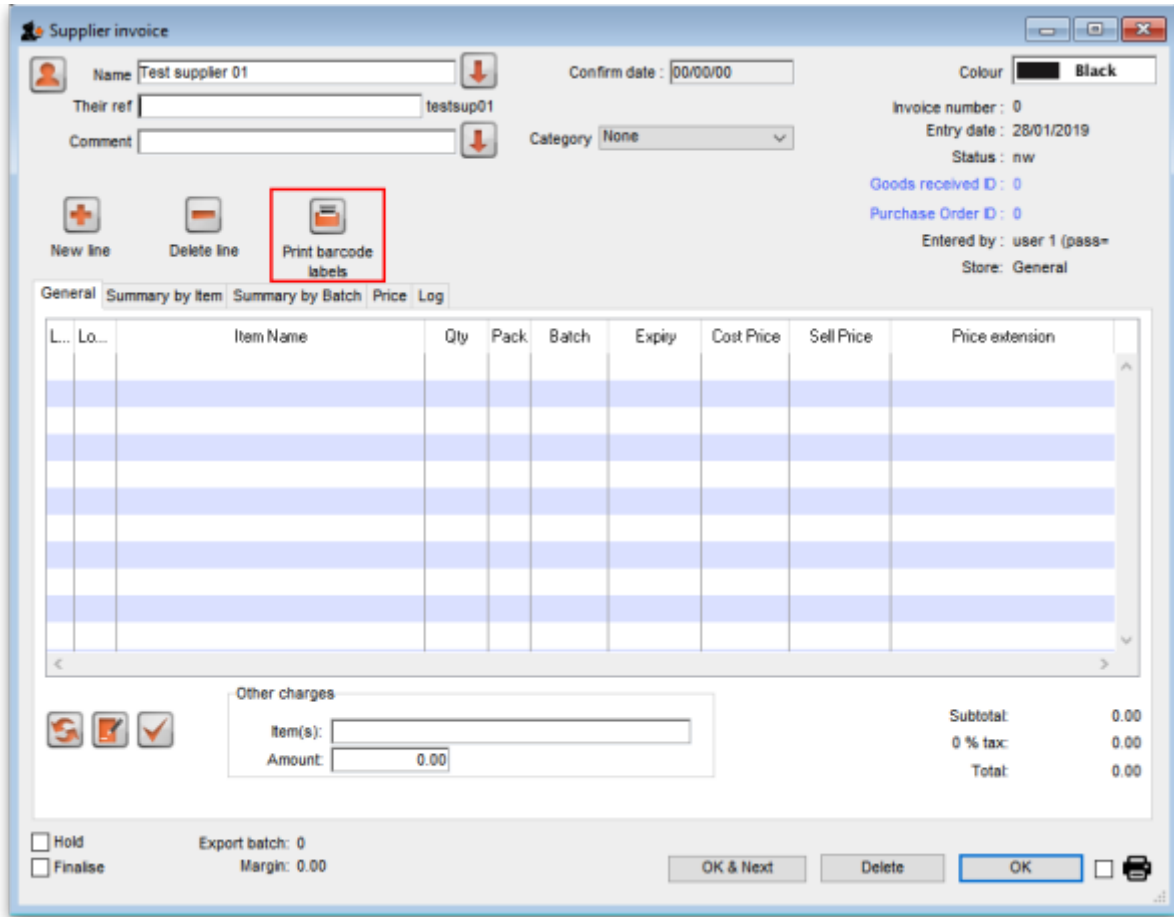 Supplier invoice
Name Test supplier 01 Confirm date : 00/00/00 Colour Black
Their ref testsup01 Invoice number : 0
Comment Category None Entry date : 28/01/2019
Status : nw
Goods received ID : 0
Purchase Order ID : 0
New line Delete line Print barcode labels Entered by : user 1 (pass=
Store: General
General Summary by Item Summary by Batch Price Log
L... Lo... Item Name Qty Pack Batch Expiry Cost Price Sell Price Price extension
Other charges
Item(s): Subtotal: 0.00
Amount: 0.00 0 % tax: 0.00
Total: 0.00
Hold Export batch: 0
Finalise Margin: 0.00 OK & Next Delete OK